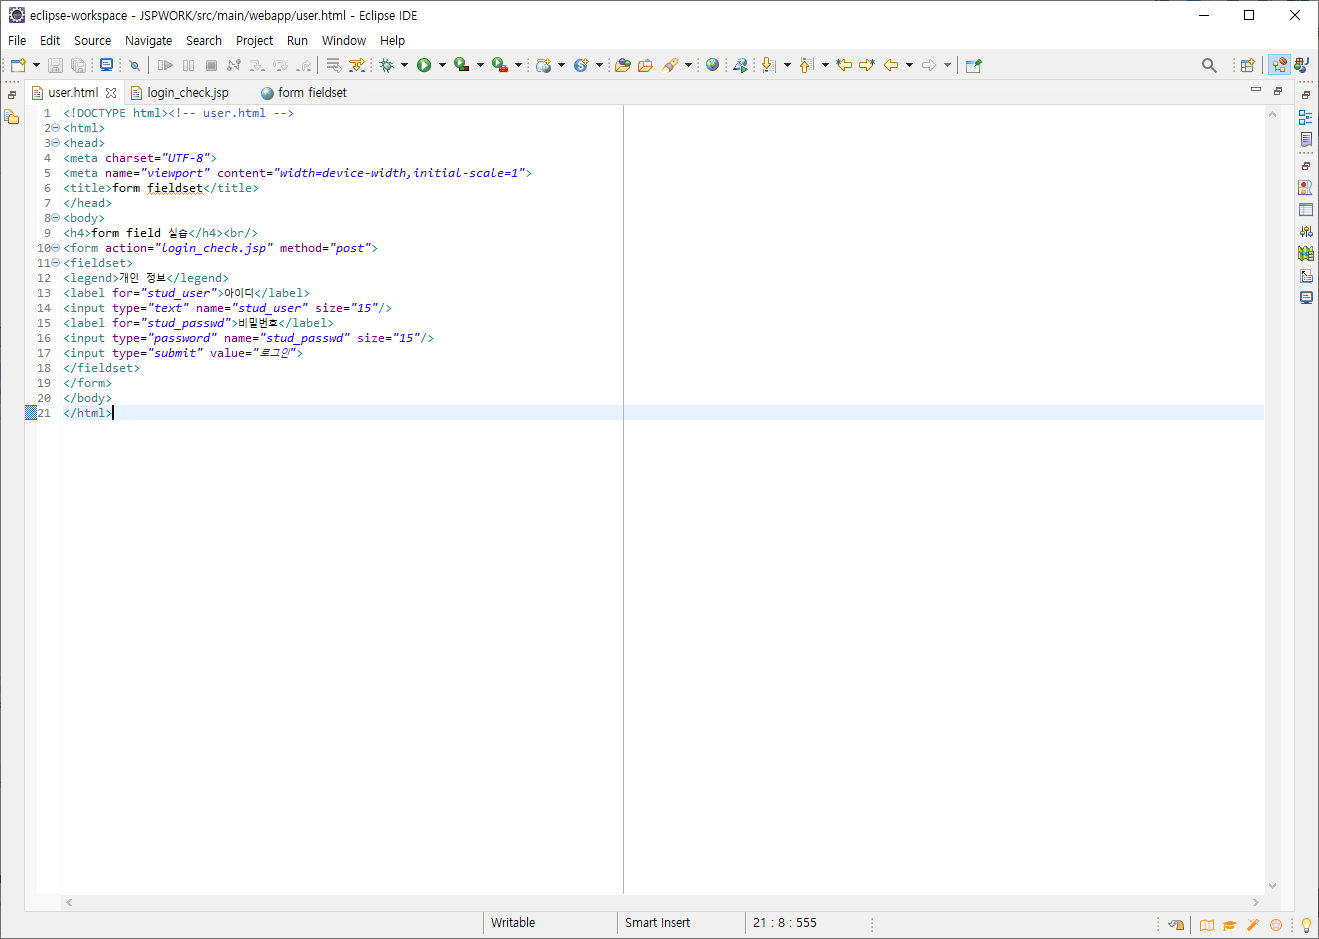 eclipse-workspace - JSPWORK/src/main/webapp/user.html - Eclipse IDE
File Edit Source Navigate Search Project Run Window Help
user.html login_check.jsp form fieldset
1 <!DOCTYPE html><!-- user.html -->
2 <html>
3 <head>
4 <meta charset="UTF-8">
5 <meta name="viewport" content="width=device-width,initial-scale=1">
6 <title>form fieldset</title>
7 </head>
8 <body>
9 <h4>form field 실습</h4><br/>
10 <form action="login_check.jsp" method="post">
11 <fieldset>
12 <legend>개인 정보</legend>
13 <label for="stud_user">아이디</label>
14 <input type="text" name="stud_user" size="15"/>
15 <label for="stud_passwd">비밀번호</label>
16 <input type="password" name="stud_passwd" size="15"/>
17 <input type="submit" value="로그인">
18 </fieldset>
19 </form>
20 </body>
21 </html>
Writable Smart Insert 21 : 8 : 555